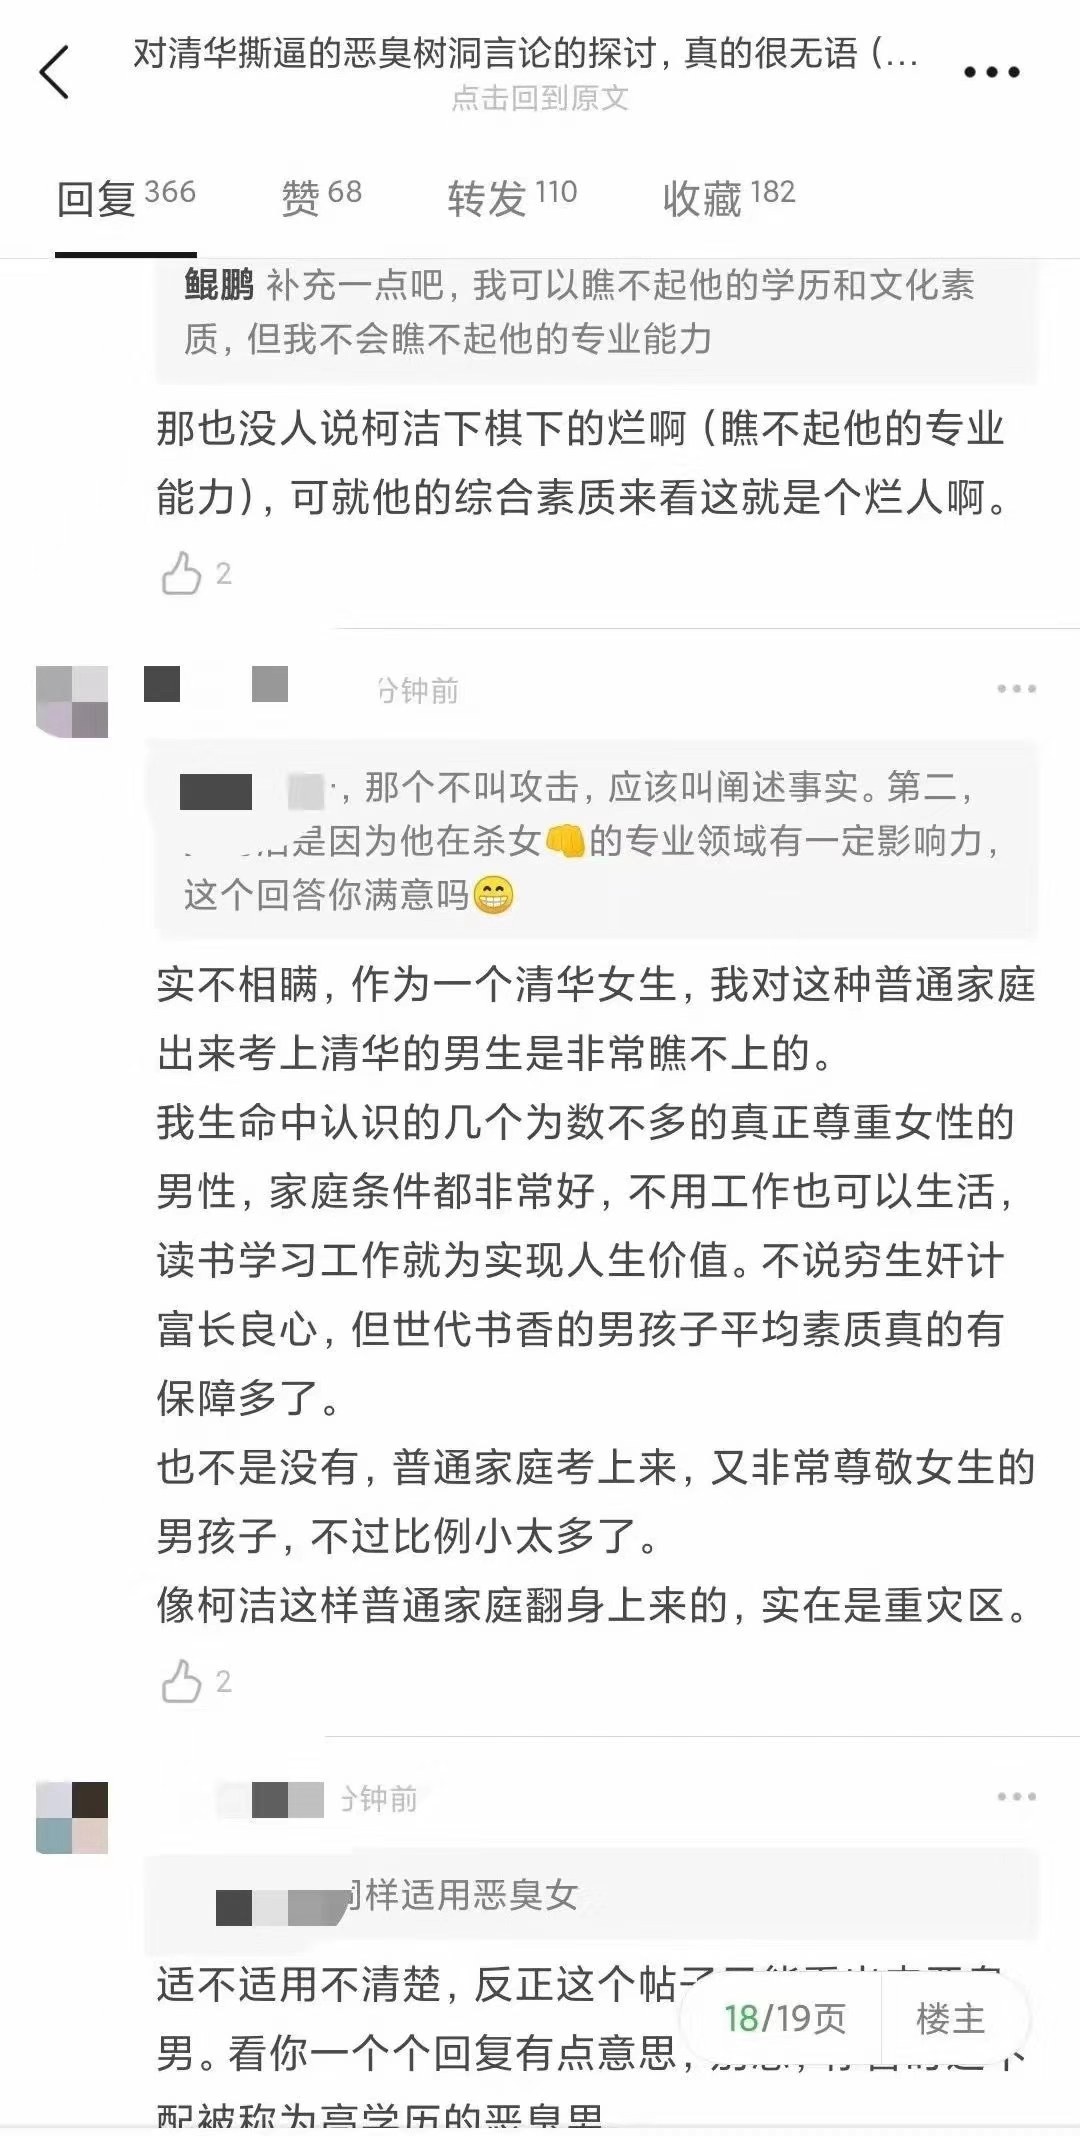 对清华撕逼的恶臭树洞言论的探讨，真的很无语（...
点击回到原文
回复 366 赞 68 转发 110 收藏 182
鲲鹏 补充一点吧，我可以瞧不起他的学历和文化素
质，但我不会瞧不起他的专业能力
那也没人说柯洁下棋下的烂啊（瞧不起他的专业
能力），可就他的综合素质来看这就是个烂人啊。
2
分钟前
，那个不叫攻击，应该叫阐述事实。第二，
是因为他在杀女👊的专业领域有一定影响力，
这个回答你满意吗😁
实不相瞒，作为一个清华女生，我对这种普通家庭
出来考上清华的男生是非常瞧不上的。
我生命中认识的几个为数不多的真正尊重女性的
男性，家庭条件都非常好，不用工作也可以生活，
读书学习工作就为实现人生价值。不说穷生奸计
富长良心，但世代书香的男孩子平均素质真的有
保障多了。
也不是没有，普通家庭考上来，又非常尊敬女生的
男孩子，不过比例小太多了。
像柯洁这样普通家庭翻身上来的，实在是重灾区。
2
分钟前
同样适用恶臭女
适不适用不清楚，反正这个帖
男。看你一个个回复有点意思，
配被称为高学历的恶臭男
18/19页 楼主